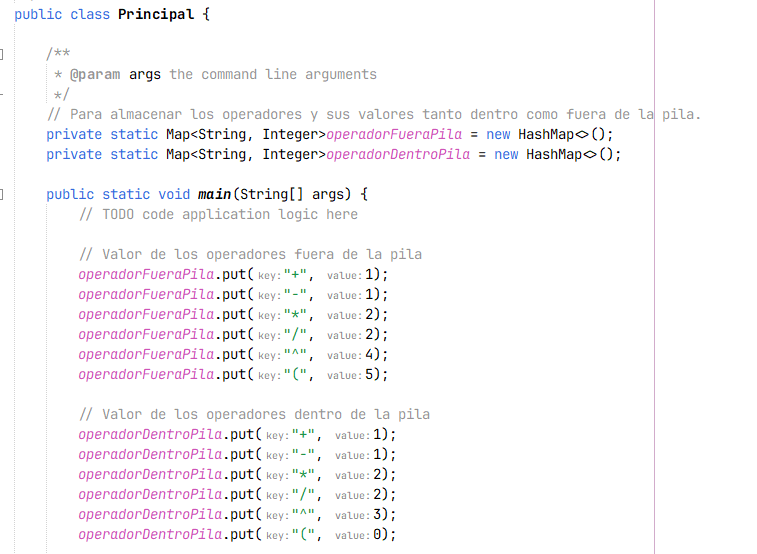 public class Principal {
/**
* @param args the command line arguments
*/
// Para almacenar los operadores y sus valores tanto dentro como fuera de la pila.
private static Map<String, Integer>operadorFueraPila = new HashMap<>();
private static Map<String, Integer>operadorDentroPila = new HashMap<>();
public static void main(String[] args) {
// TODO code application logic here
// Valor de los operadores fuera de la pila
operadorFueraPila.put( key: "+", value: 1);
operadorFueraPila.put( key: "-", value: 1);
operadorFueraPila.put( key: "*", value: 2);
operadorFueraPila.put( key: "/", value: 2);
operadorFueraPila.put( key: "^", value: 4);
operadorFueraPila.put( key: "(", value: 5);
// Valor de los operadores dentro de la pila
operadorDentroPila.put( key: "+", value: 1);
operadorDentroPila.put( key: "-", value: 1);
operadorDentroPila.put( key: "*", value: 2);
operadorDentroPila.put( key: "/", value: 2);
operadorDentroPila.put( key: "^", value: 3);
operadorDentroPila.put( key: "(", value: 0);